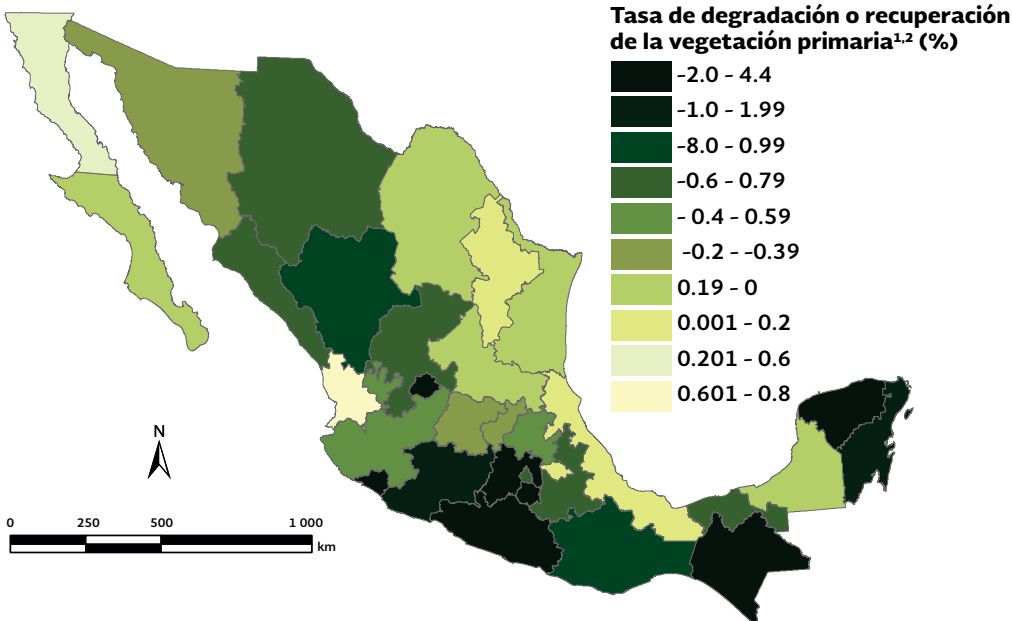 Tasa de degradación o recuperación
de la vegetación primaria¹,² (%)
-2.0 - 4.4
-1.0 - 1.99
-8.0 - 0.99
-0.6 - 0.79
- 0.4 - 0.59
-0.2 - -0.39
0.19 - 0
0.001 - 0.2
0.201 - 0.6
0.601 - 0.8
N
0 250 500 1 000
km